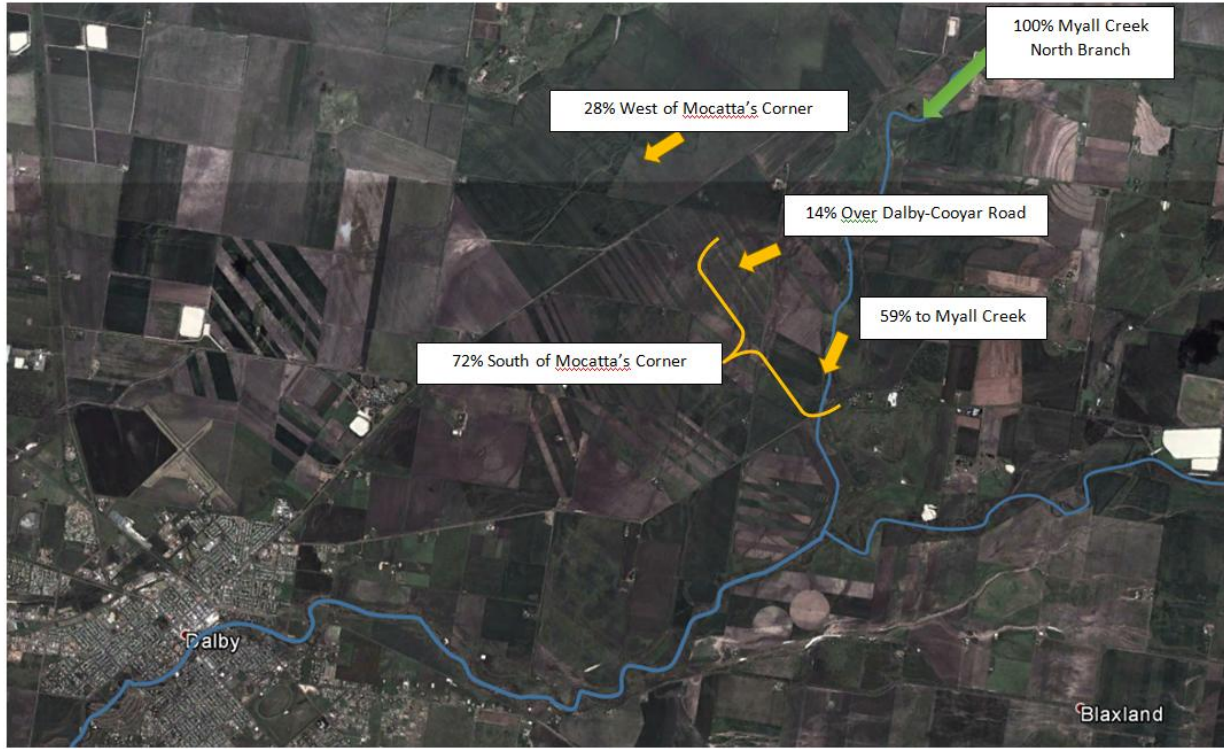 100% Myall Creek
North Branch
28% West of Mocatta's Corner
14% Over Dalby-Cooyar Road
59% to Myall Creek
72% South of Mocatta's Corner
Dalby
Blaxland